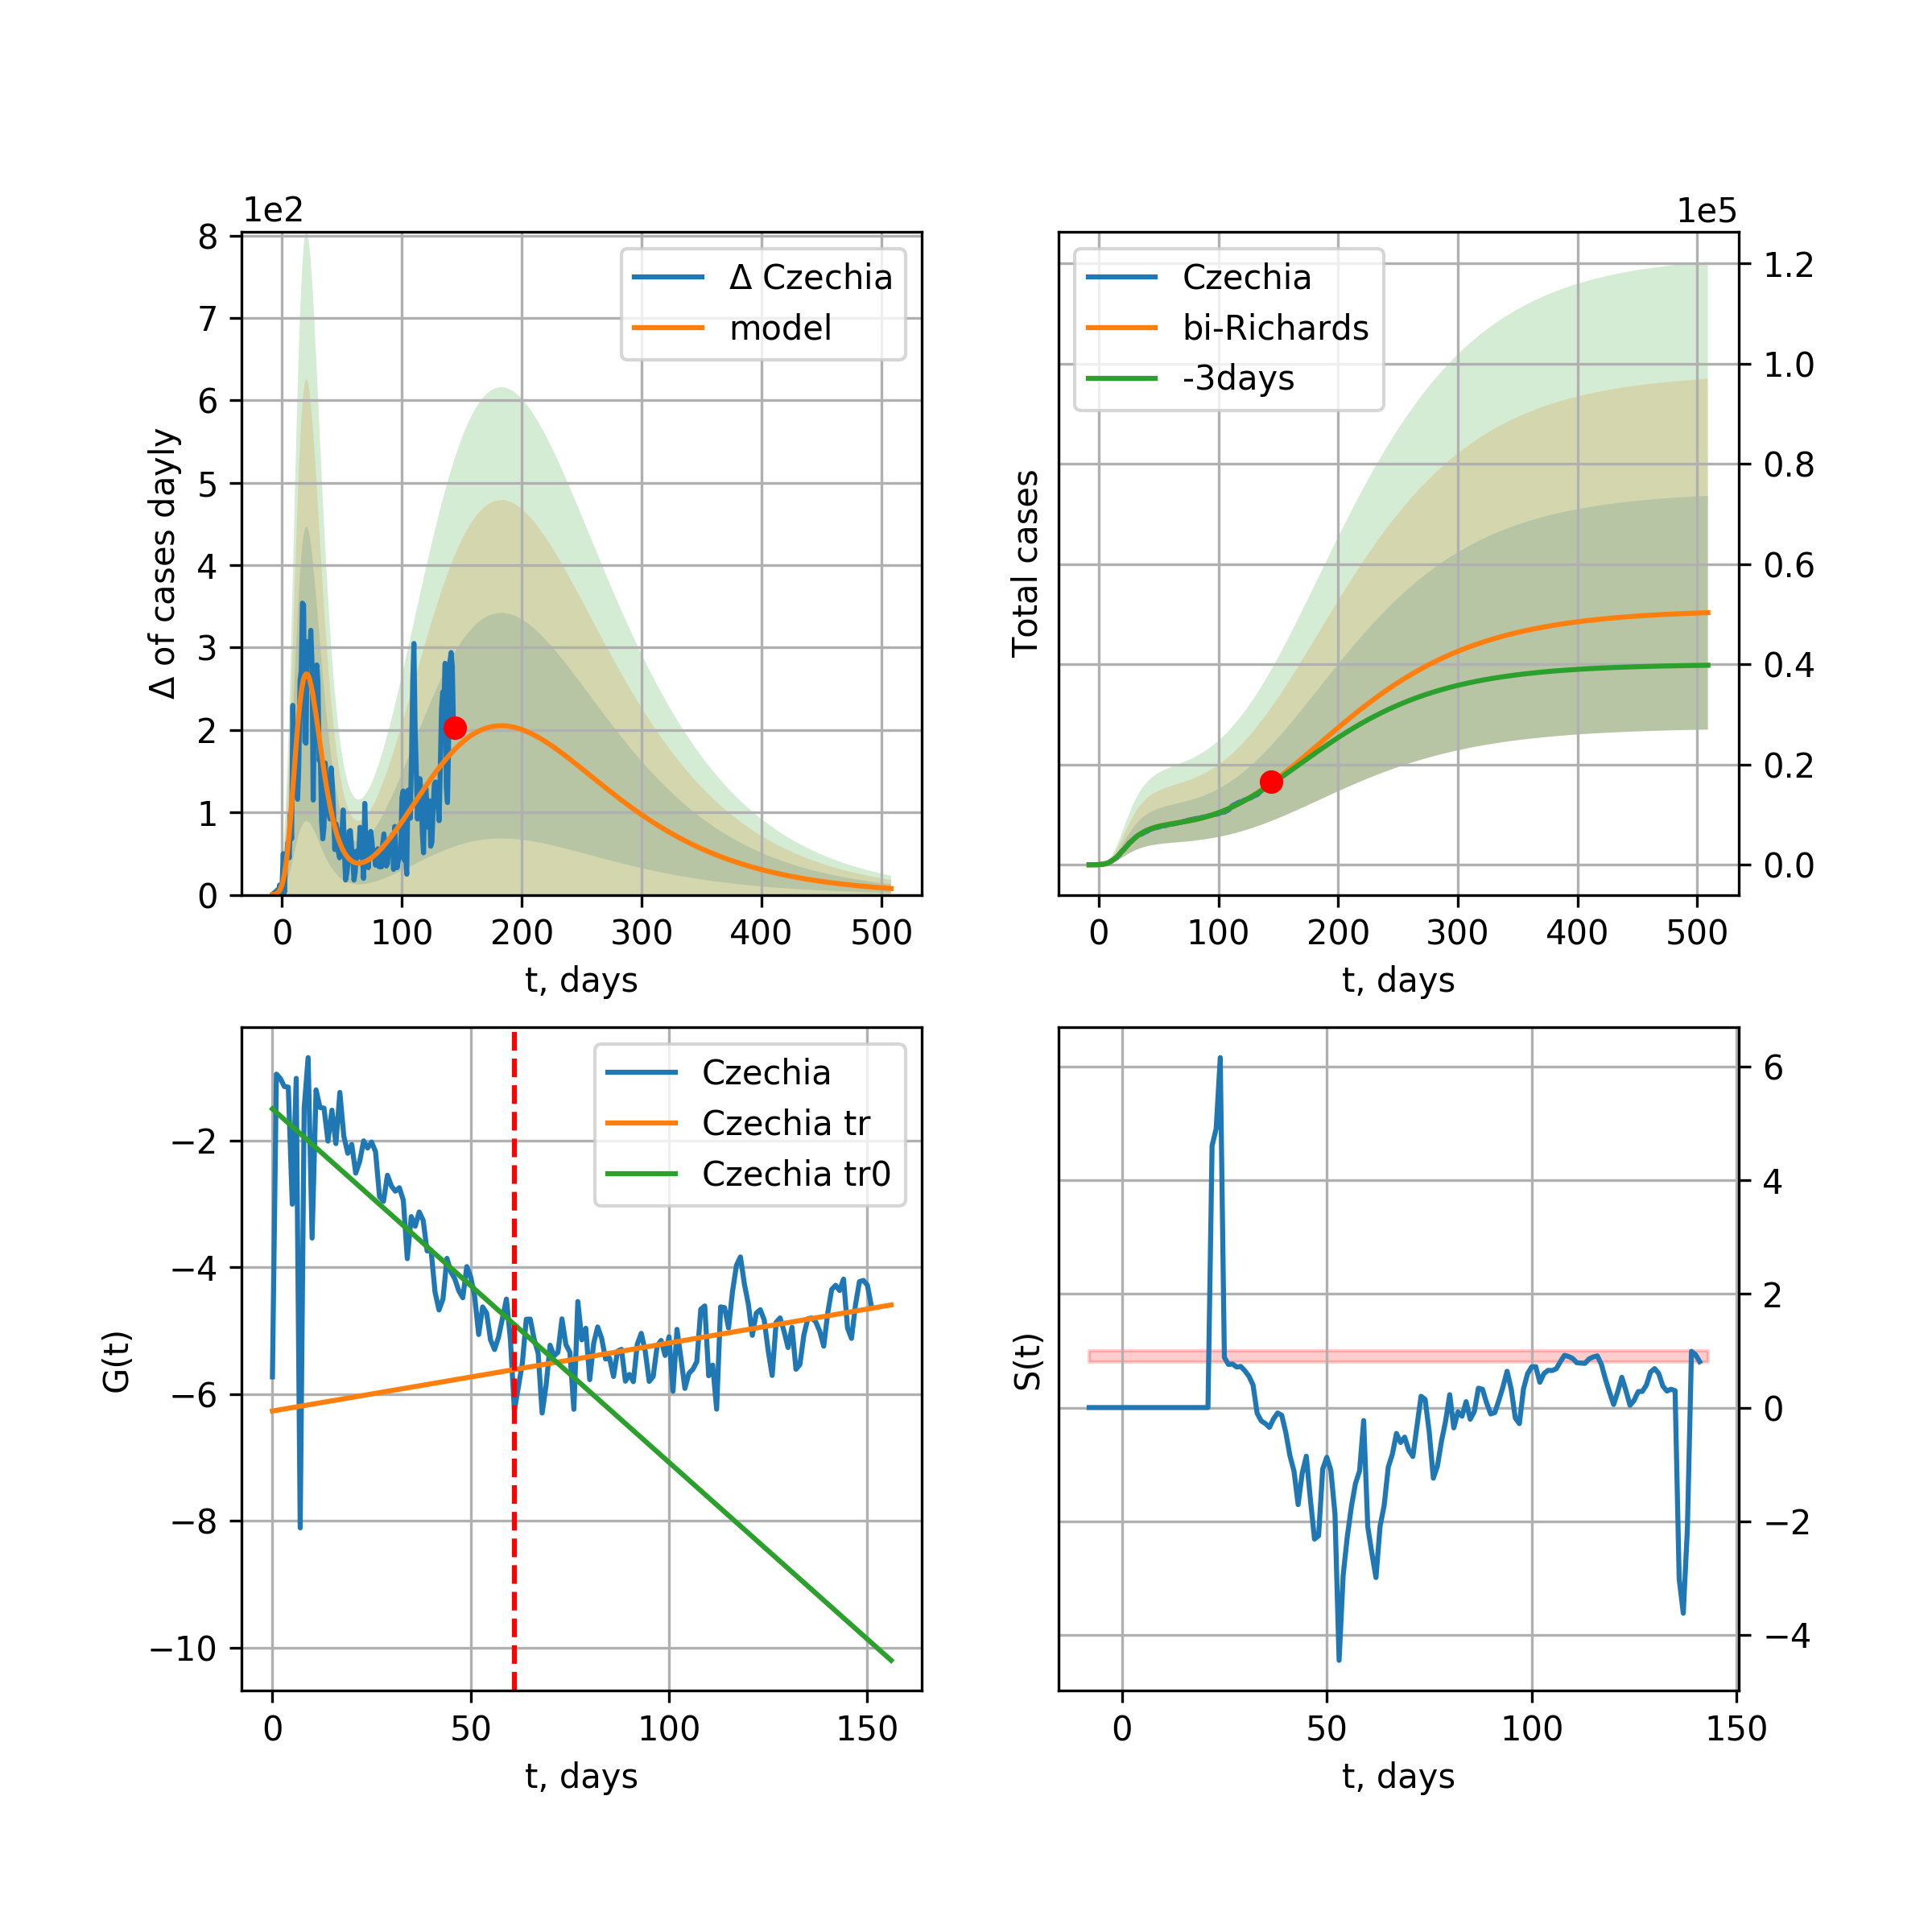 1e2
8
7
6
5
4
3
2
1
0
Δ of cases dayly
Δ Czechia
model
0 100 200 300 400 500
t, days
1e5
Total cases
Czechia
bi-Richards
-3days
1.2
1.0
0.8
0.6
0.4
0.2
0.0
0 100 200 300 400 500
t, days
G(t)
−2
−4
−6
−8
−10
Czechia
Czechia tr
Czechia tr0
0 50 100 150
t, days
S(t)
6
4
2
0
−2
−4
0 50 100 150
t, days